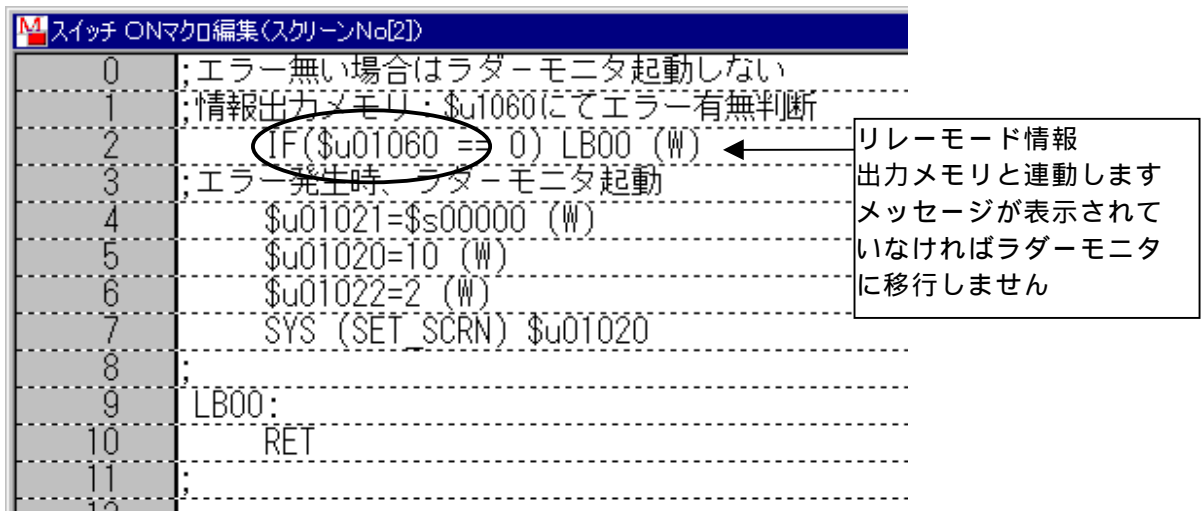 スイッチ ONマクロ編集(スクリーンNo[2])
0 ;エラー無い場合はラダーモニタ起動しない
1 ;情報出力メモリ:$u1060にてエラー有無判断
2 IF($u01060 == 0) LB00 (W)
3 ;エラー発生時、ラダーモニタ起動
4 $u01021=$s00000 (W)
5 $u01020=10 (W)
6 $u01022=2 (W)
7 SYS (SET_SCRN) $u01020
8 ;
9 LB00:
10 RET
11 ;
12
リレーモード情報
出力メモリと連動します
メッセージが表示されて
いなければラダーモニタ
に移行しません